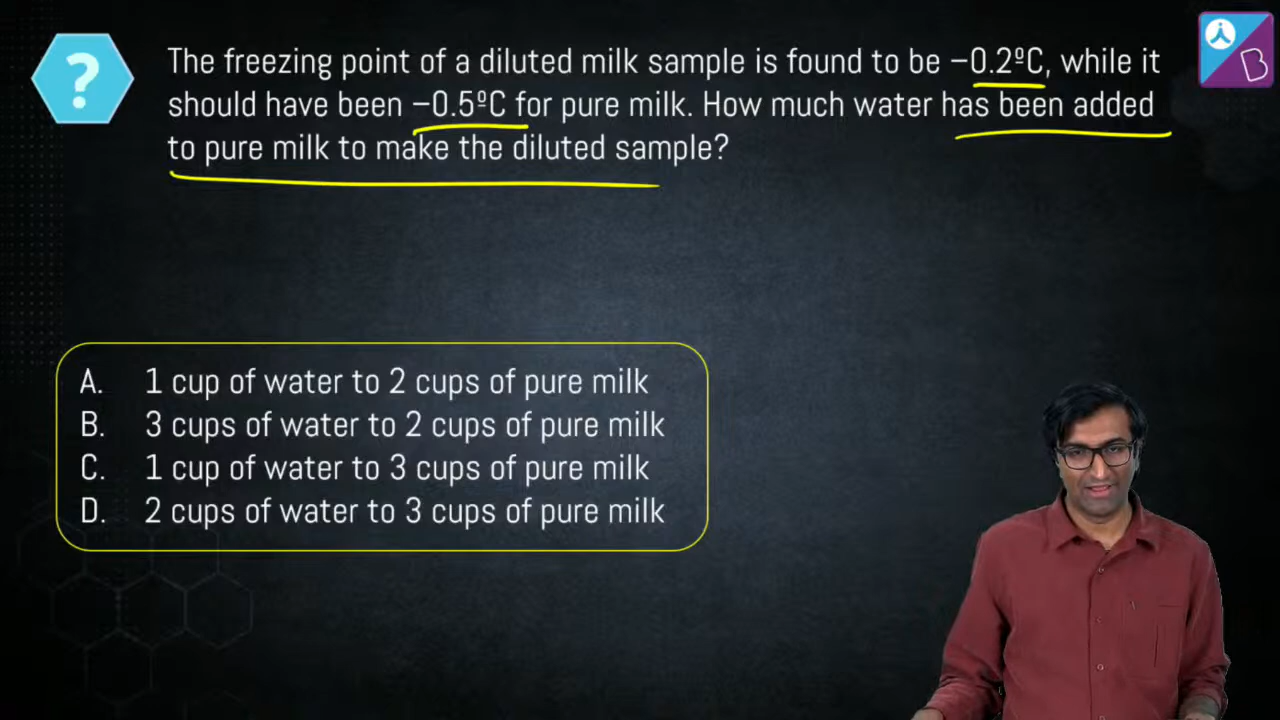 ?
The freezing point of a diluted milk sample is found to be −0.2ºC, while it
should have been −0.5ºC for pure milk. How much water has been added
to pure milk to make the diluted sample?
A. 1 cup of water to 2 cups of pure milk
B. 3 cups of water to 2 cups of pure milk
C. 1 cup of water to 3 cups of pure milk
D. 2 cups of water to 3 cups of pure milk
B